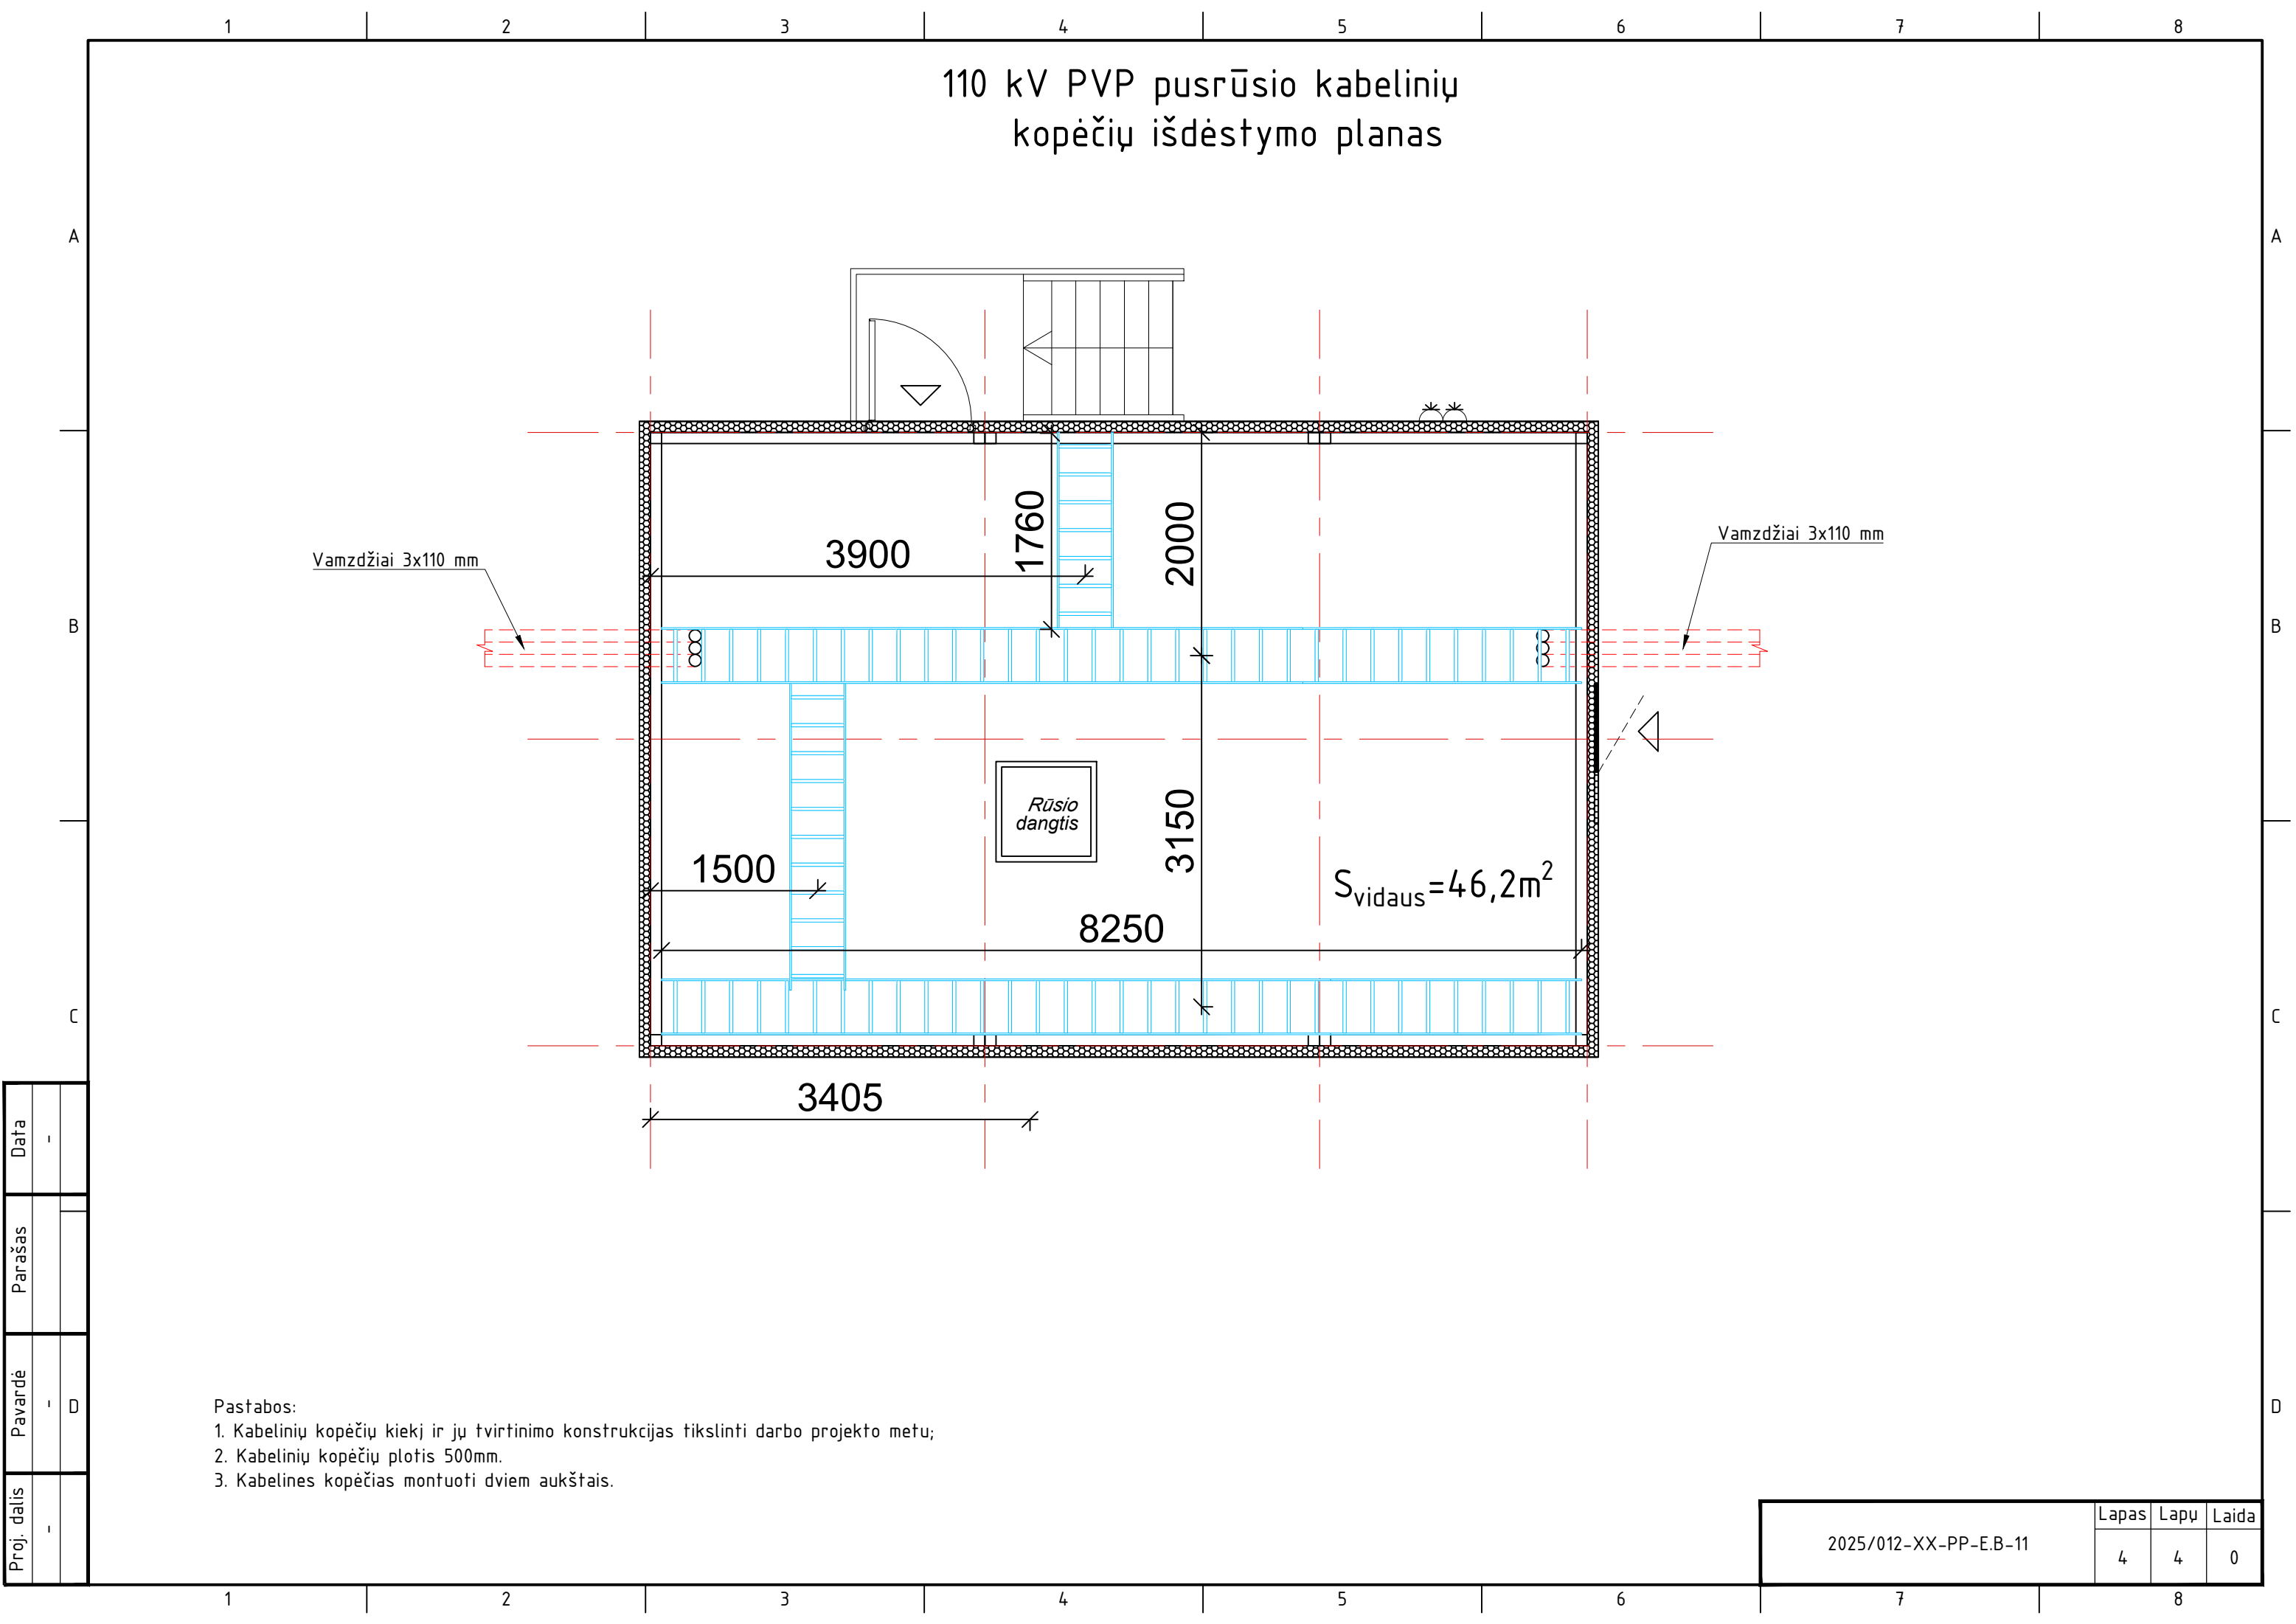 1 2 3 4 5 6 7 8
110 kV PVP pusrūsio kabelinių
kopėčių išdėstymo planas
A A
1760
2000
3900
Vamzdžiai 3x110 mm
Vamzdžiai 3x110 mm
B B
Rūsio
dangtis
3150
1500
Svidaus=46,2m²
8250
C C
3405
Data -
Parašas
Pavardė -
Proj. dalis -
D D
Pastabos:
1. Kabelinių kopėčių kiekį ir jų tvirtinimo konstrukcijas tikslinti darbo projekto metu;
2. Kabelinių kopėčių plotis 500mm.
3. Kabelines kopėčias montuoti dviem aukštais.
2025/012-XX-PP-E.B-11
Lapas Lapų Laida
4 4 0
1 2 3 4 5 6 7 8